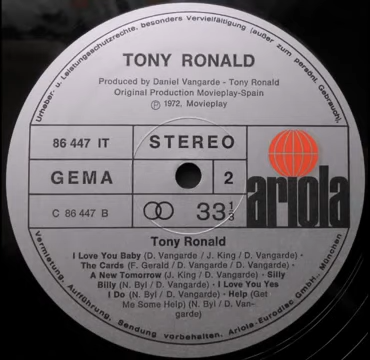 Urheber- u. Leistungsschutzrechte, besonders Vervielfältigung (außer zum persönl. Gebrauch),
TONY RONALD
Produced by Daniel Vangarde - Tony Ronald
Original Production Movieplay-Spain
Ⓟ 1972, Movieplay
86 447 IT
STEREO
GEMA
2
ariola
C 86 447 B
33 1/3
Tony Ronald
I Love You Baby (D. Vangarde / J. King / D. Vangarde) -
The Cards (F. Gerald / D. Vangarde / D. Vangarde) -
A New Tomorrow (J. King / D. Vangarde) - Silly
Billy (N. Byl / D. Vangarde) - I Love You Yes
I Do (N. Byl / D. Vangarde) - Help (Get
Me Some Help) (N. Byl / D. Van-
garde)
Vermietung, Aufführung, Sendung vorbehalten. Ariola-Eurodisc GmbH., München